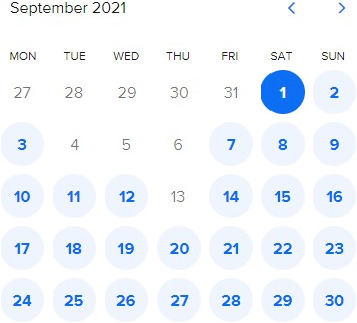 September 2021
MON TUE WED THU FRI SAT SUN
27 28 29 30 31 1 2
3 4 5 6 7 8 9
10 11 12 13 14 15 16
17 18 19 20 21 22 23
24 25 26 27 28 29 30